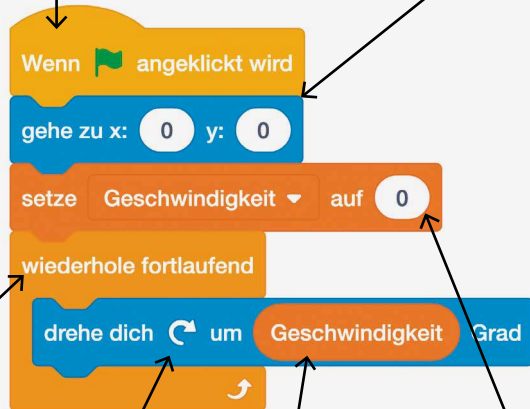 Wenn angeklickt wird
gehe zu x: 0 y: 0
setze Geschwindigkeit auf 0
wiederhole fortlaufend
drehe dich um Geschwindigkeit Grad